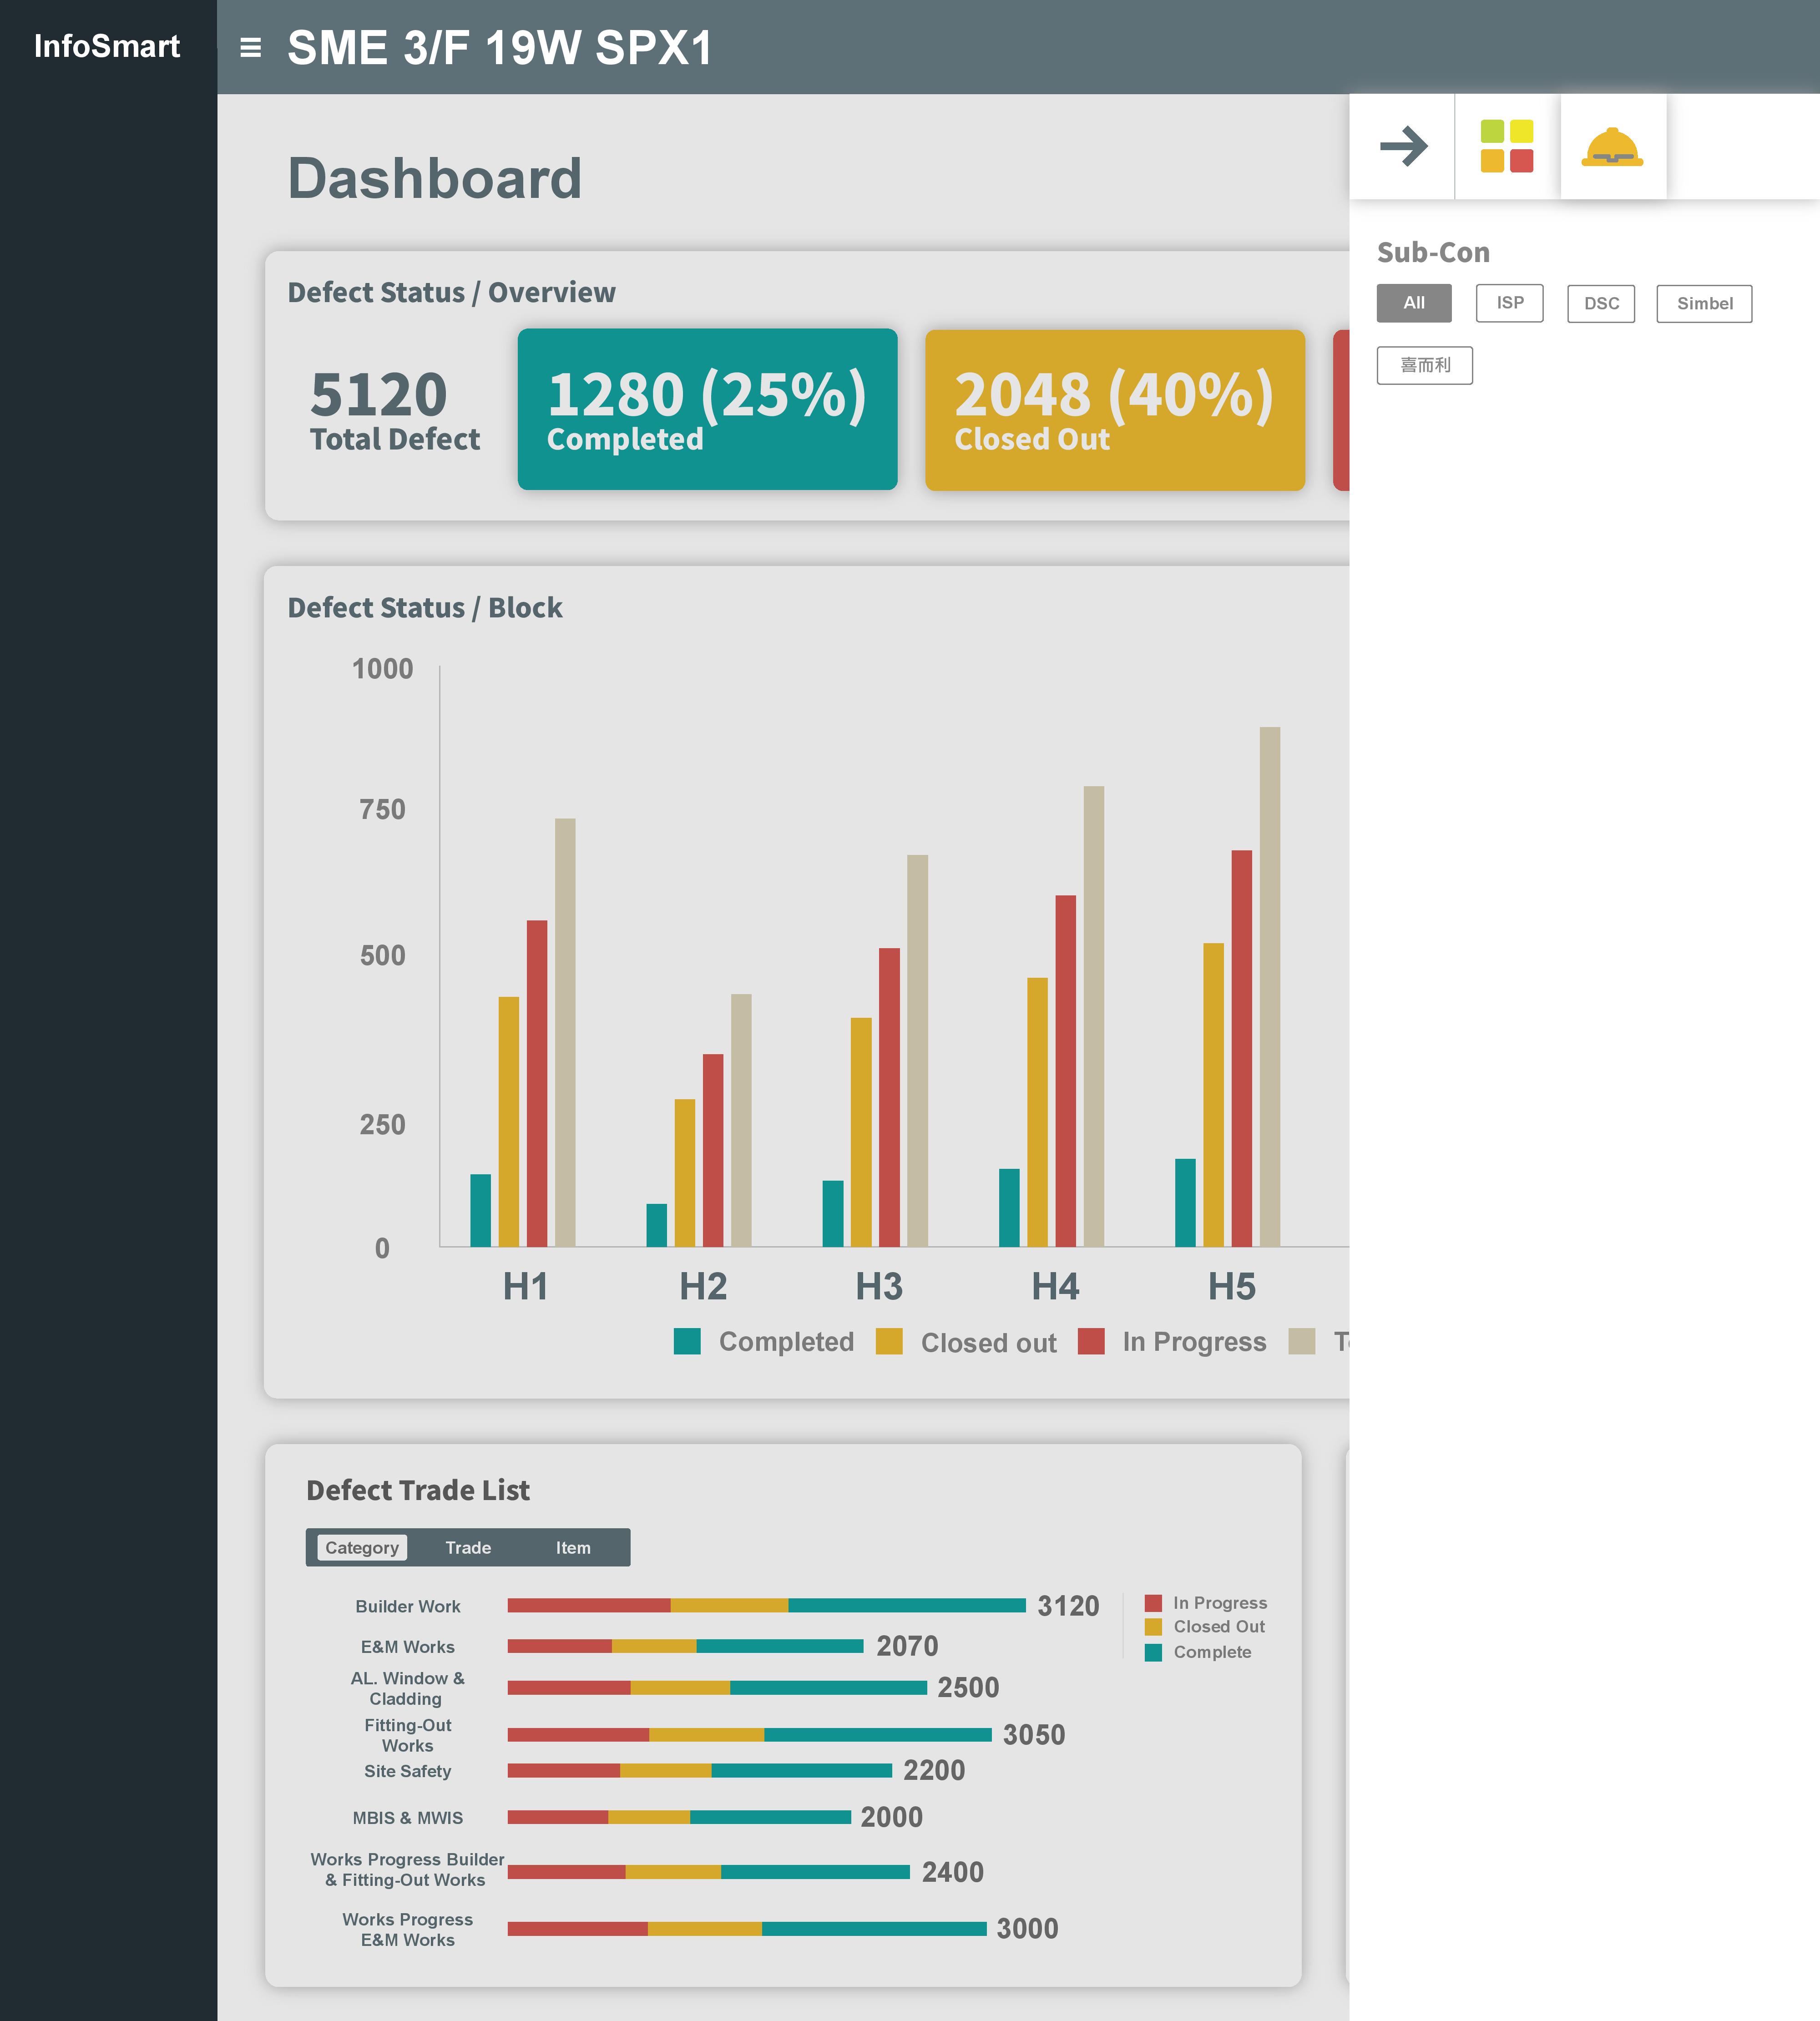 InfoSmart
SME 3/F 19W SPX1
Dashboard
Sub-Con
All
ISP
DSC
Simbel
喜而利
Defect Status / Overview
5120
Total Defect
1280 (25%)
Completed
2048 (40%)
Closed Out
Defect Status / Block
1000
750
500
250
0
H1
H2
H3
H4
H5
Completed
Closed out
In Progress
Defect Trade List
Category
Trade
Item
Builder Work
3120
E&M Works
2070
AL. Window &
Cladding
2500
Fitting-Out
Works
3050
Site Safety
2200
MBIS & MWIS
2000
Works Progress Builder
& Fitting-Out Works
2400
Works Progress
E&M Works
3000
In Progress
Closed Out
Complete